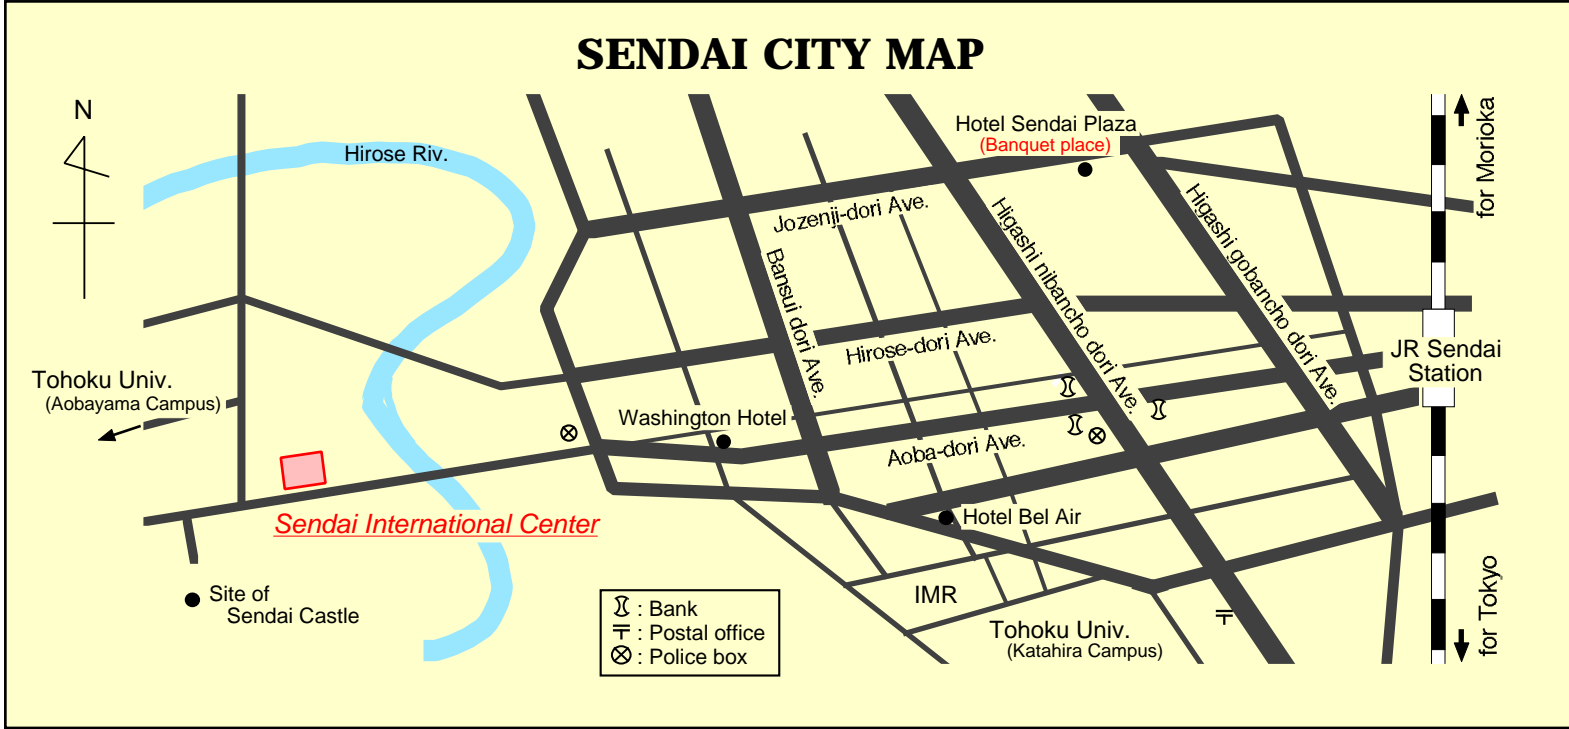 SENDAI CITY MAP
N
Hirose Riv.
Hotel Sendai Plaza
(Banquet place)
for Morioka
Jozenji-dori Ave.
Bansui dori Ave.
Higashi nibancho dori Ave.
Higashi gobancho dori Ave.
Hirose-dori Ave.
JR Sendai
Station
Tohoku Univ.
(Aobayama Campus)
Washington Hotel
Aoba-dori Ave.
Sendai International Center
Hotel Bel Air
Site of
Sendai Castle
IMR
Tohoku Univ.
(Katahira Campus)
for Tokyo
: Bank
〒 : Postal office
⊗ : Police box